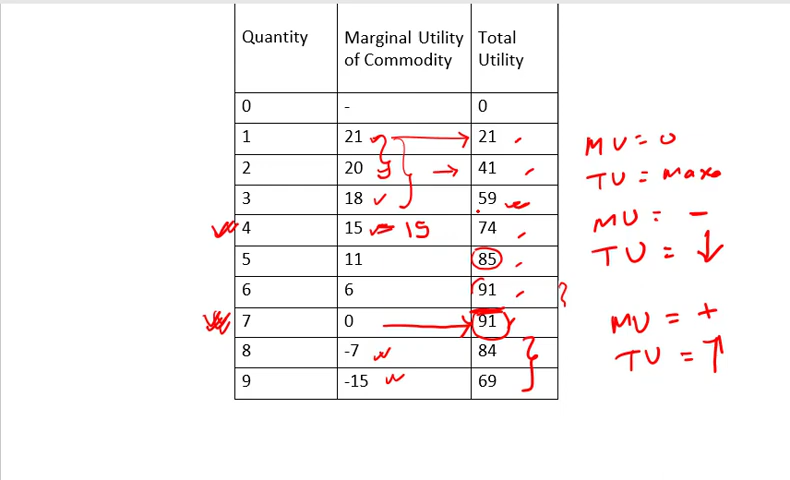 Quantity Marginal Utility of Commodity Total Utility
0 - 0
1 21 21
2 20 41
3 18 59
4 15 = 15 74
5 11 85
6 6 91
7 0 91
8 -7 84
9 -15 69
MU = 0
TU = max
MU = -
TU = ↓
MU = +
TU = ↑